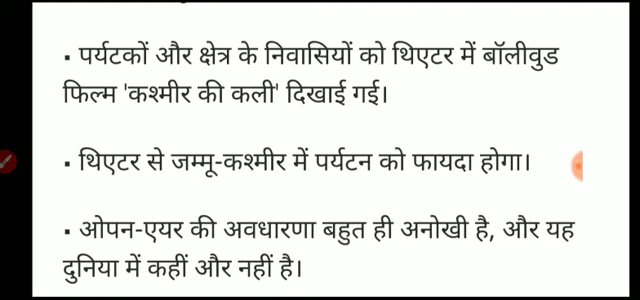 ▪ पर्यटकों और क्षेत्र के निवासियों को थिएटर में बॉलीवुड
फिल्म 'कश्मीर की कली' दिखाई गई।
▪ थिएटर से जम्मू-कश्मीर में पर्यटन को फायदा होगा।
▪ ओपन-एयर की अवधारणा बहुत ही अनोखी है, और यह
दुनिया में कहीं और नहीं है।